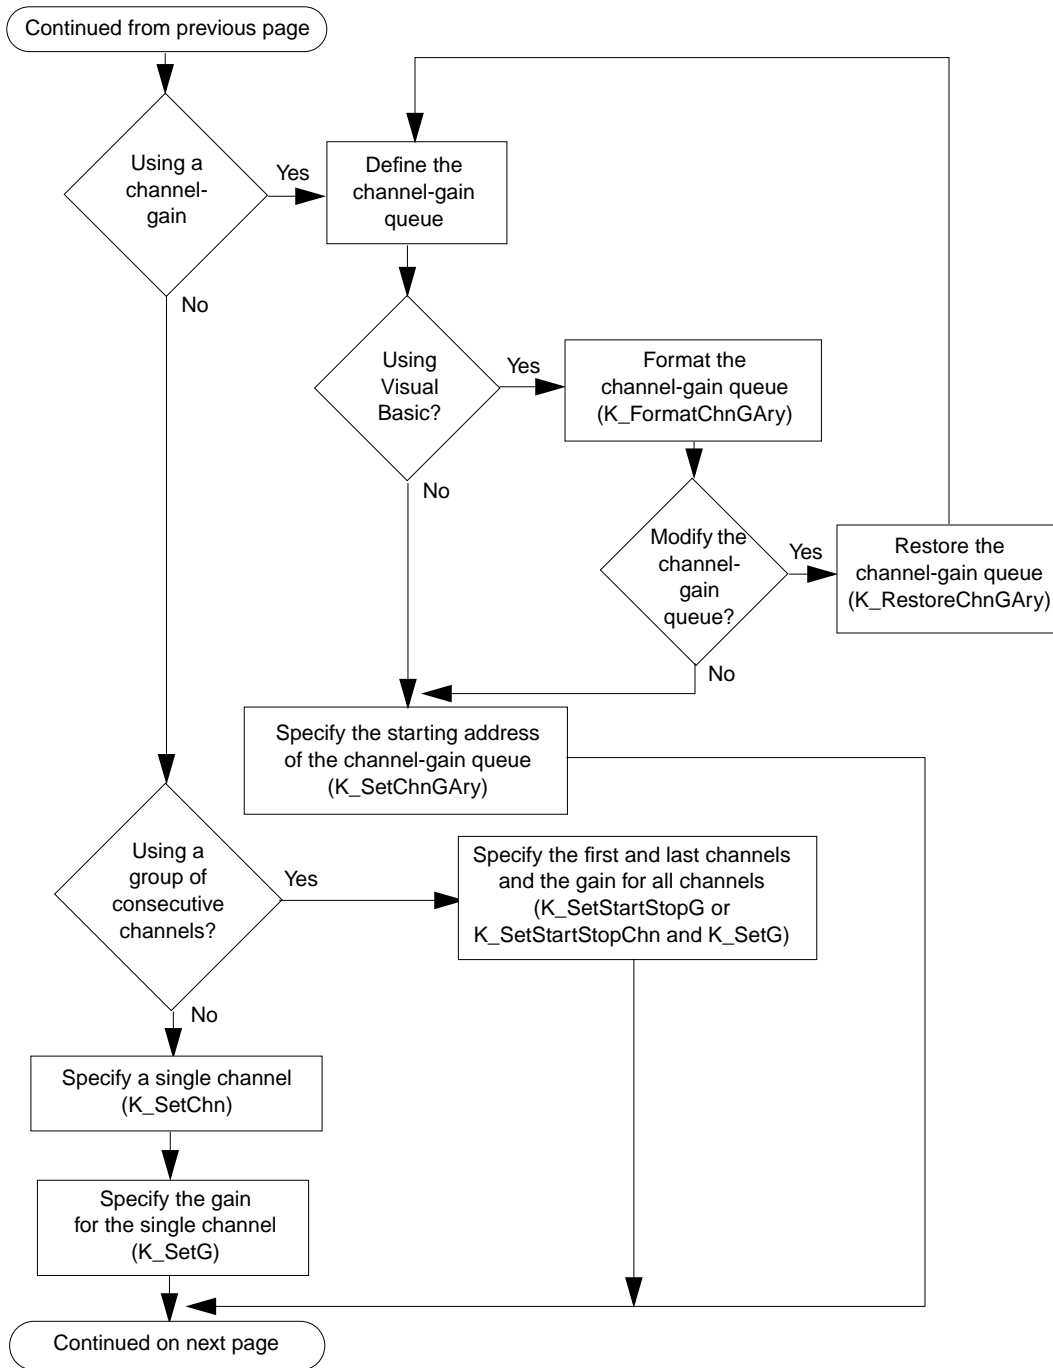 Continued from previous page
Using a
channel-
gain
Yes
No
Define the
channel-gain
queue
Using
Visual
Basic?
Yes
No
Format the
channel-gain queue
(K_FormatChnGAry)
Modify the
channel-
gain
queue?
Yes
No
Restore the
channel-gain queue
(K_RestoreChnGAry)
Specify the starting address
of the channel-gain queue
(K_SetChnGAry)
Using a
group of
consecutive
channels?
Yes
No
Specify the first and last channels
and the gain for all channels
(K_SetStartStopG or
K_SetStartStopChn and K_SetG)
Specify a single channel
(K_SetChn)
Specify the gain
for the single channel
(K_SetG)
Continued on next page